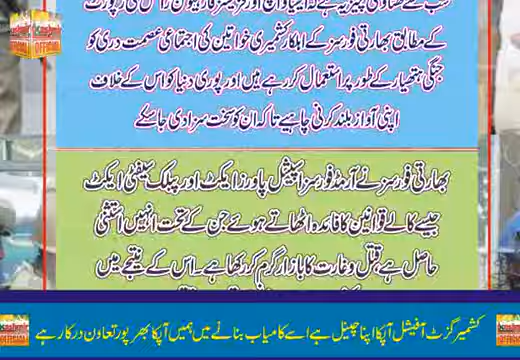 کے مطابق بھارتی فورسز کے اہلکار کشمیری خواتین کی اجتماعی عصمت دری کو
جنگی ہتھیار کے طور پر استعمال کر رہے ہیں اور پوری دنیا کو اس کے خلاف
اپنی آواز بلند کرنی چاہیے تاکہ ان کو سخت سزا دی جا سکے
بھارتی فورسز نے آرمڈ فورسز اسپیشل پاورز ایکٹ اور پبلک سیفٹی ایکٹ
جیسے کالے قوانین کا فائدہ اٹھاتے ہوئے جن کے تحت انہیں استثنیٰ
حاصل ہے قتل و غارت کا بازار گرم کر رکھا ہے۔ اس کے نتیجے میں
کشمیر گزٹ آفیشل آپکا اپنا چینل ہے اسے کامیاب بنانے میں ہمیں آپکا بھرپور تعاون درکار ہے